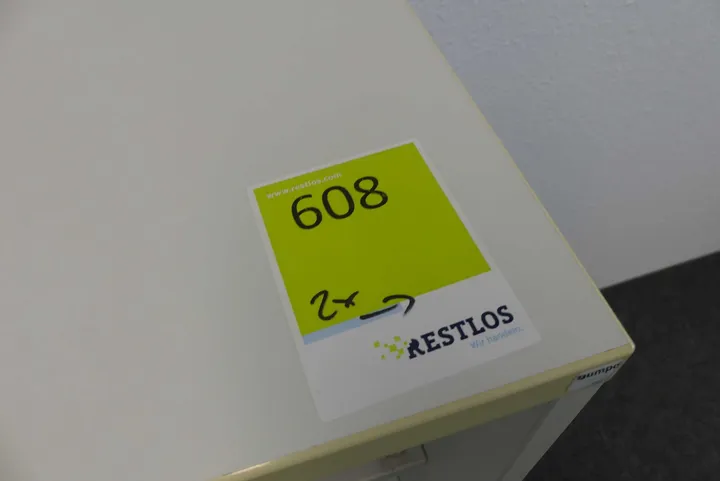 www.restlos.com
608
2x →
RESTLOS
Wir handeln.